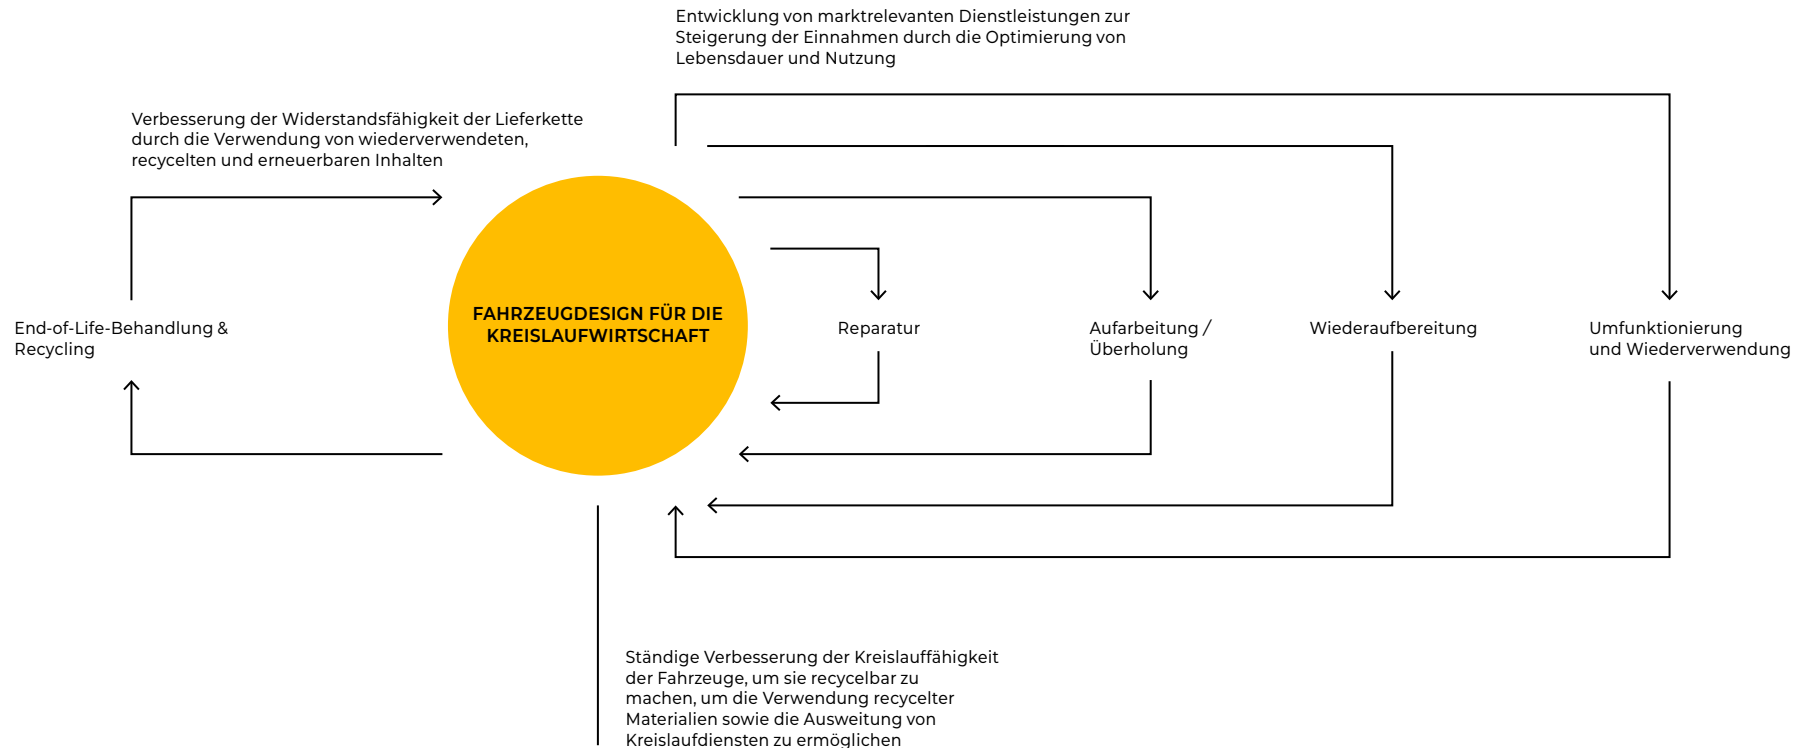 Entwicklung von marktrelevanten Dienstleistungen zur
Steigerung der Einnahmen durch die Optimierung von
Lebensdauer und Nutzung
Verbesserung der Widerstandsfähigkeit der Lieferkette
durch die Verwendung von wiederverwendeten,
recycelten und erneuerbaren Inhalten
End-of-Life-Behandlung &
Recycling
FAHRZEUGDESIGN FÜR DIE
KREISLAUFWIRTSCHAFT
Reparatur
Aufarbeitung /
Überholung
Wiederaufbereitung
Umfunktionierung
und Wiederverwendung
Ständige Verbesserung der Kreislauffähigkeit
der Fahrzeuge, um sie recycelbar zu
machen, um die Verwendung recycelter
Materialien sowie die Ausweitung von
Kreislaufdiensten zu ermöglichen